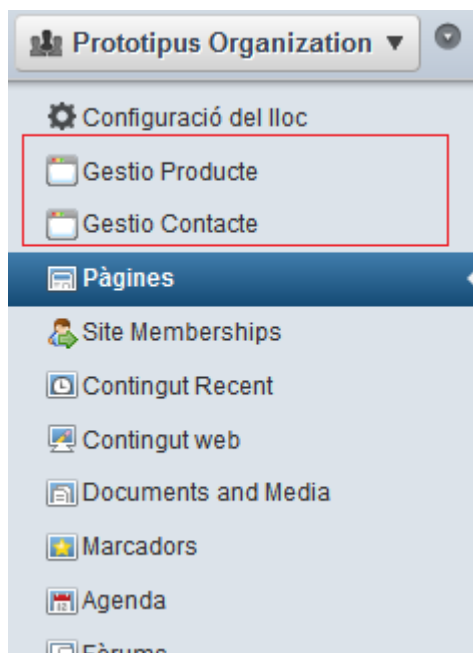 Prototipus Organization
Configuració del lloc
Gestio Producte
Gestio Contacte
Pàgines
Site Memberships
Contingut Recent
Contingut web
Documents and Media
Marcadors
Agenda
Fòrums